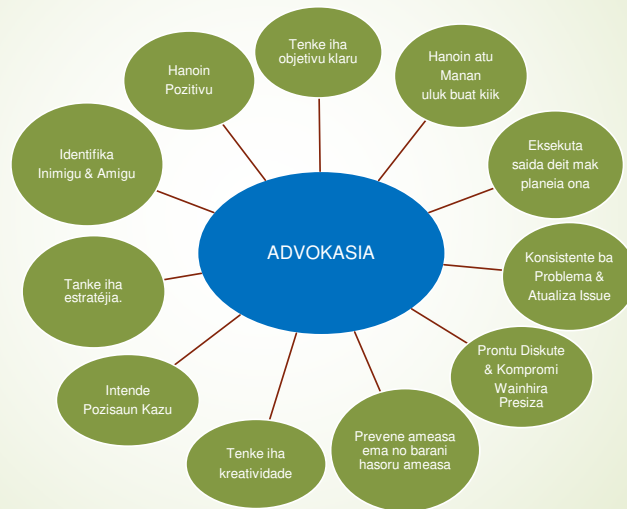 Tenke iha
objetivu klaru
Hanoin atu
Manan
uluk buat kiik
Eksekuta
saida deit mak
planeia ona
Konsistente ba
Problema &
Atualiza Issue
Prontu Diskute
& Kompromi
Wainhira
Presiza
Prevene ameasa
ema no barani
hasoru ameasa
Tenke iha
kreatividade
Intende
Pozisaun Kazu
Tanke iha
estratéjia.
Identifika
Inimigu & Amigu
Hanoin
Pozitivu
ADVOKASIA